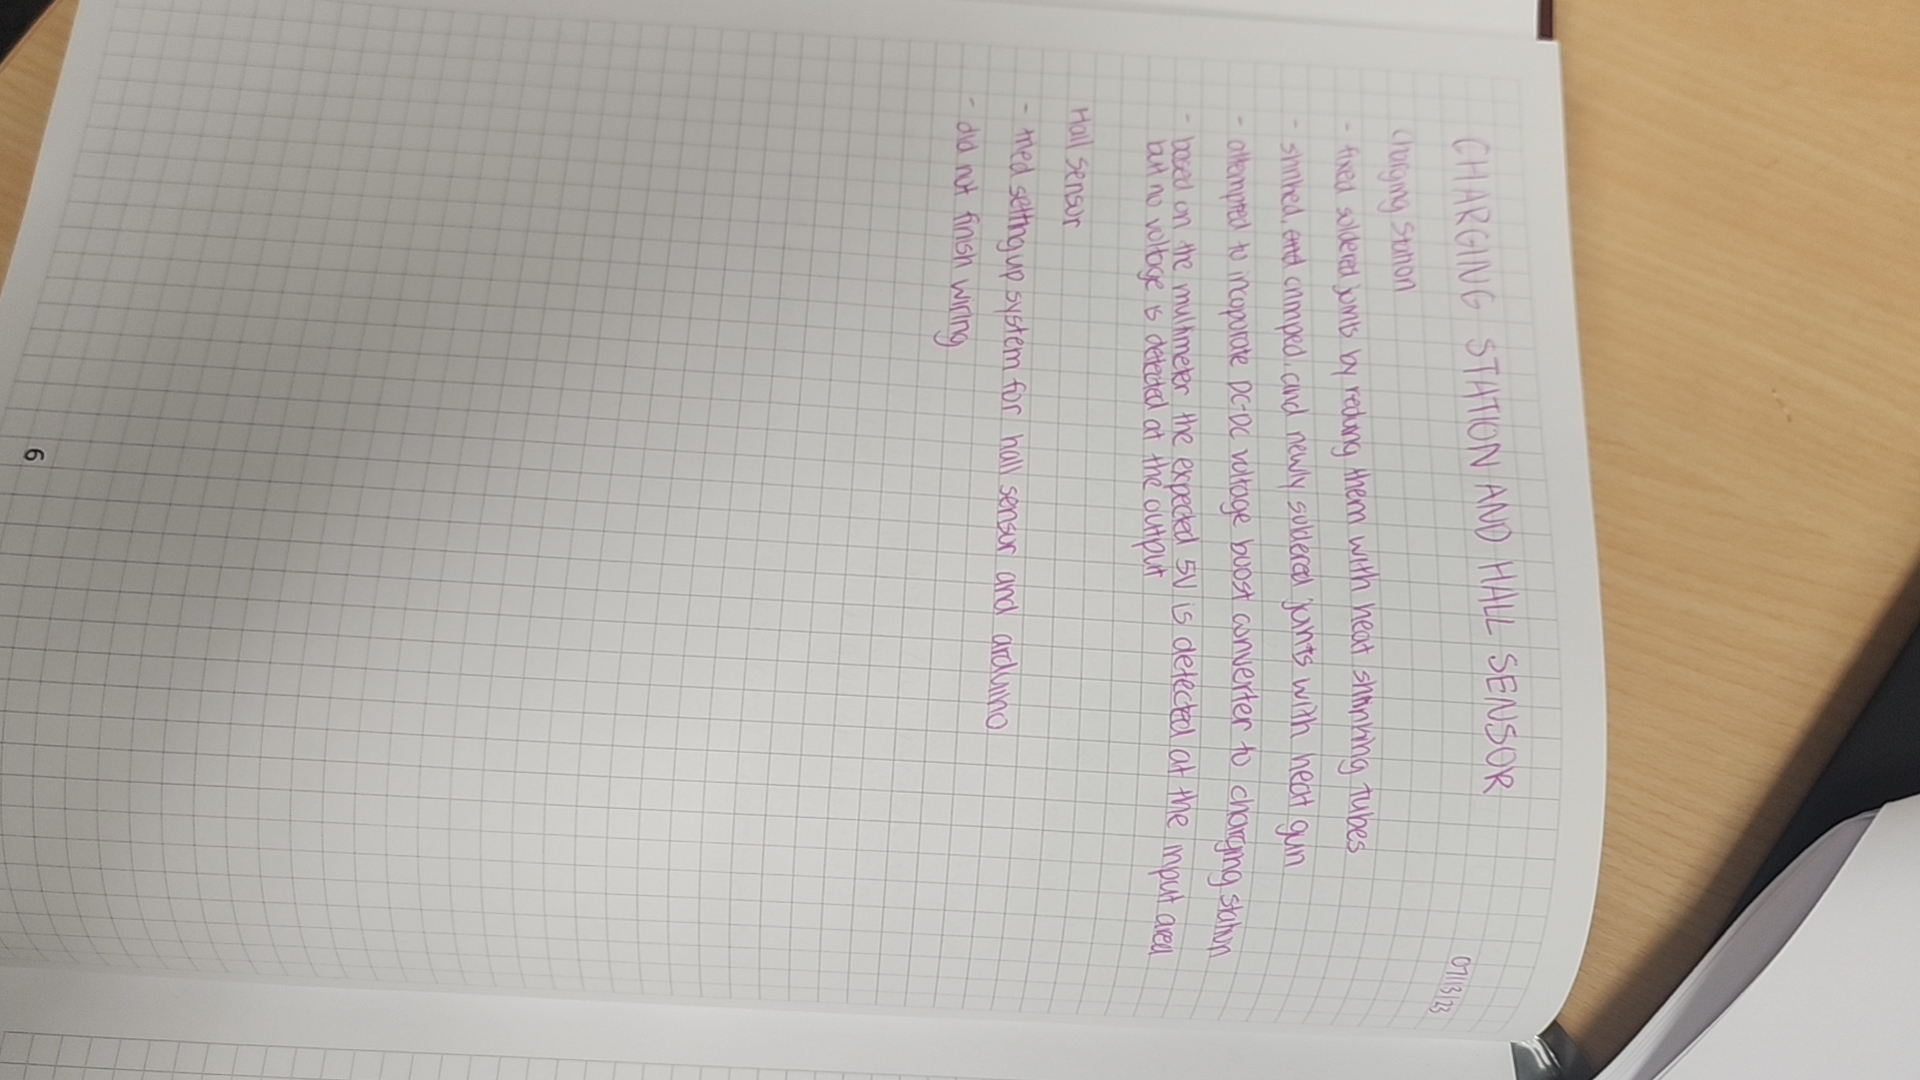 07/13/23
CHARGING STATION AND HALL SENSOR
Charging Station
- fixed soldered joints by reduing them with heat shrinking tubes
- shrinked, and crimped, and newly soldered joints with heat gun
- attempted to incoporate DC-DC voltage boost converter to charging station
- based on the multimeter the expected 5V is detected at the input area
but no voltage is detected at the output
Hall sensor
- tried setting up system for hall sensor and arduino
- did not finish wiring
6